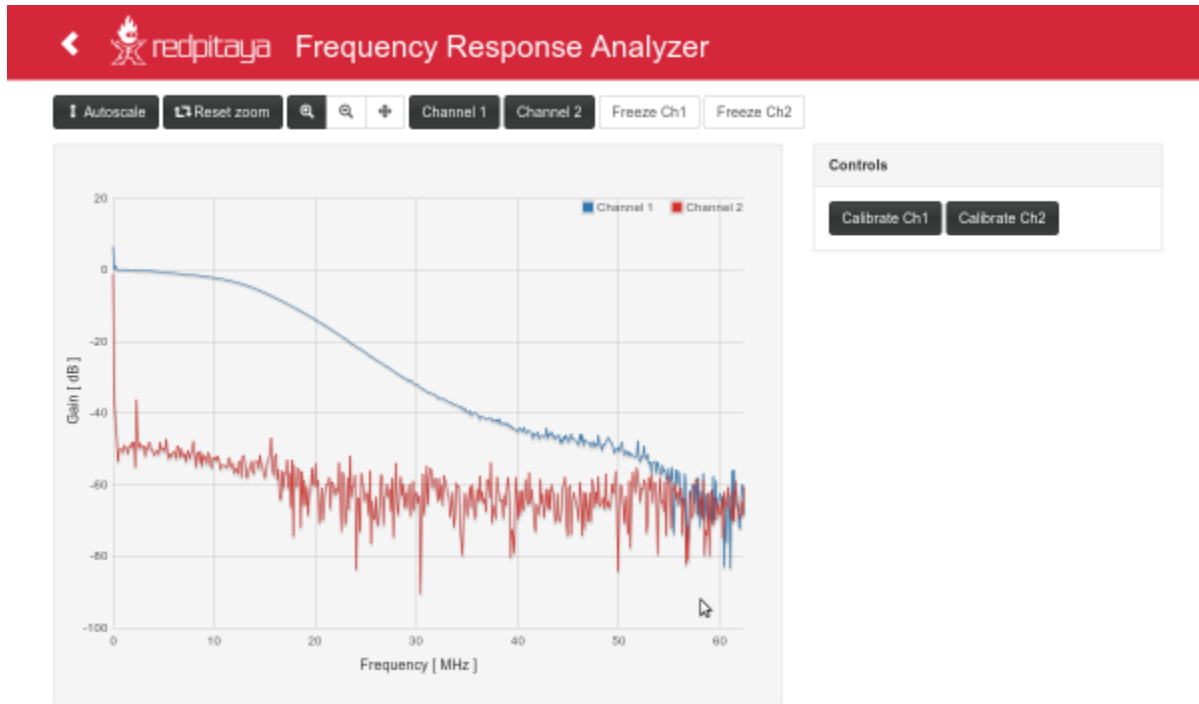 redpitaya Frequency Response Analyzer
Autoscale Reset zoom Channel 1 Channel 2 Freeze Ch1 Freeze Ch2
Controls
Calibrate Ch1 Calibrate Ch2
Channel 1 Channel 2
20
0
-20
-40
-60
-80
-100
Gain [ dB ]
0 10 20 30 40 50 60
Frequency [ MHz ]